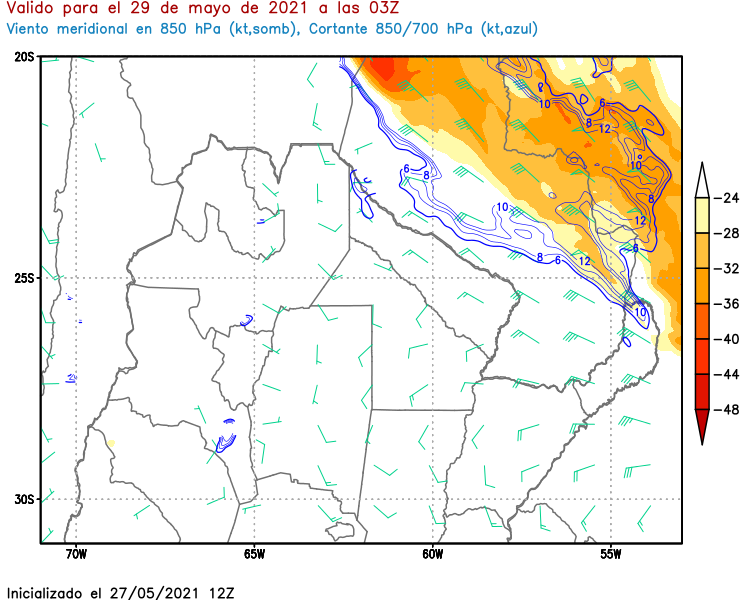 Valido para el 29 de mayo de 2021 a las 03Z
Viento meridional en 850 hPa (kt,somb), Cortante 850/700 hPa (kt,azul)
20S
25S
30S
70W
65W
60W
55W
10
6
8
12
10
8
12
6
6
8
10
8
6
12
10
12
-24
-28
-32
-36
-40
-44
-48
Inicializado el 27/05/2021 12Z